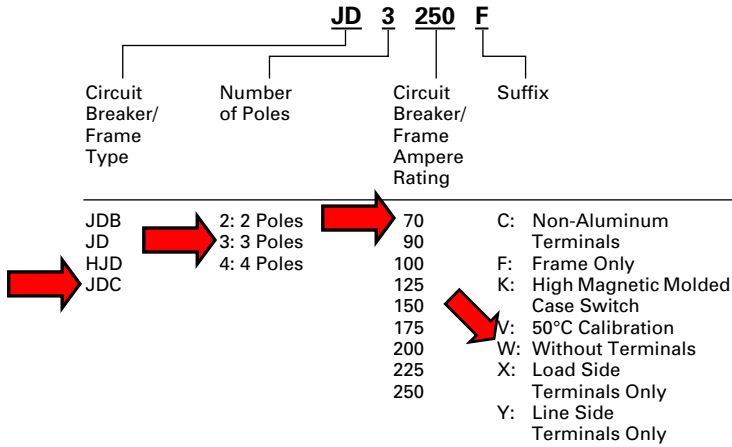 JD 3 250 F
Circuit Breaker/ Frame Type
Number of Poles
Circuit Breaker/ Frame Ampere Rating
Suffix
JDB
JD
HJD
JDC
2: 2 Poles
3: 3 Poles
4: 4 Poles
70
90
100
125
150
175
200
225
250
C: Non-Aluminum
Terminals
F: Frame Only
K: High Magnetic Molded
Case Switch
V: 50°C Calibration
W: Without Terminals
X: Load Side
Terminals Only
Y: Line Side
Terminals Only